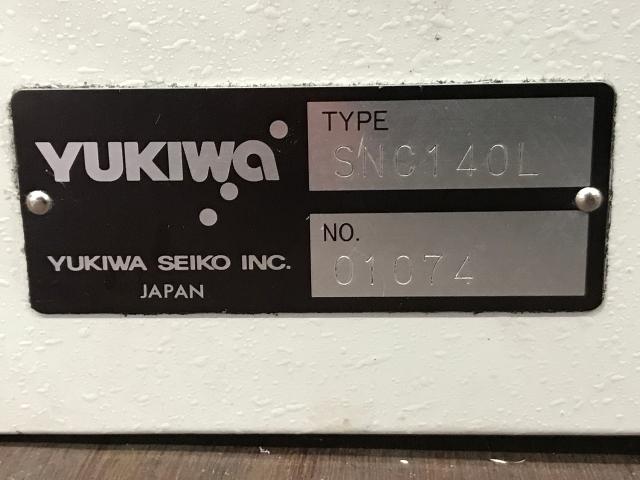 YUKIWA
YUKIWA SEIKO INC.
JAPAN
TYPE
SNC140L
NO.
01074